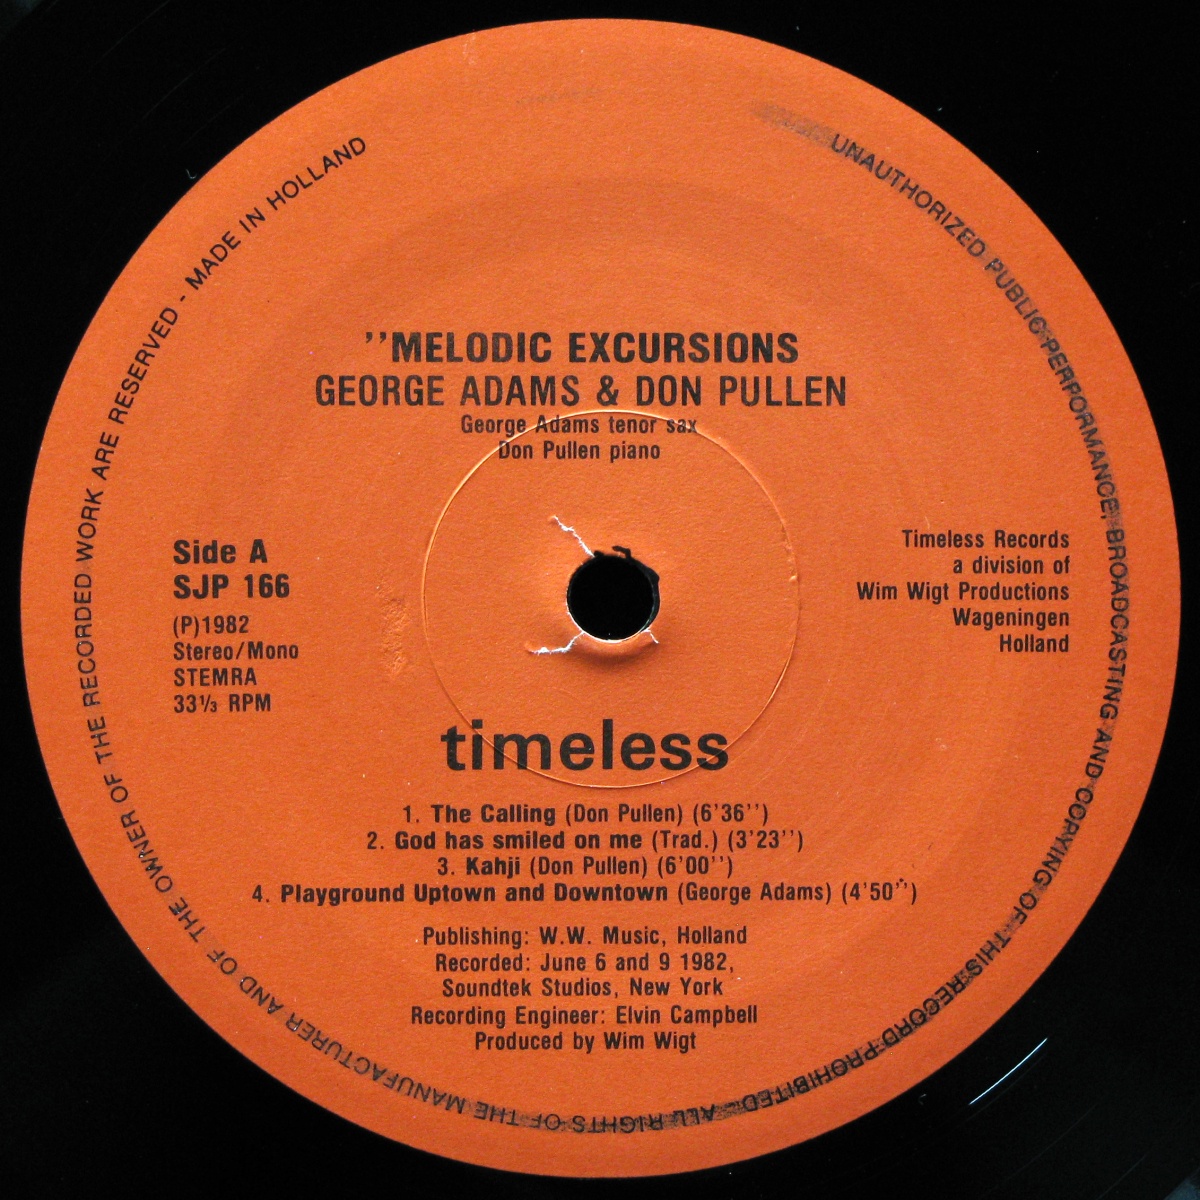 ''MELODIC EXCURSIONS
GEORGE ADAMS & DON PULLEN
George Adams tenor sax
Don Pullen piano
Side A
SJP 166
(P)1982
Stereo/Mono
STEMRA
33⅓ RPM
Timeless Records
a division of
Wim Wigt Productions
Wageningen
Holland
timeless
1. The Calling (Don Pullen) (6'36'')
2. God has smiled on me (Trad.) (3'23'')
3. Kahji (Don Pullen) (6'00'')
4. Playground Uptown and Downtown (George Adams) (4'50'')
Publishing: W.W. Music, Holland
Recorded: June 6 and 9 1982,
Soundtek Studios, New York
Recording Engineer: Elvin Campbell
Produced by Wim Wigt
UNAUTHORIZED PUBLIC PERFORMANCE, BROADCASTING AND COPYING OF THIS RECORD PROHIBITED - ALL RIGHTS OF THE MANUFACTURER AND OF THE OWNER OF THE RECORDED WORK ARE RESERVED - MADE IN HOLLAND